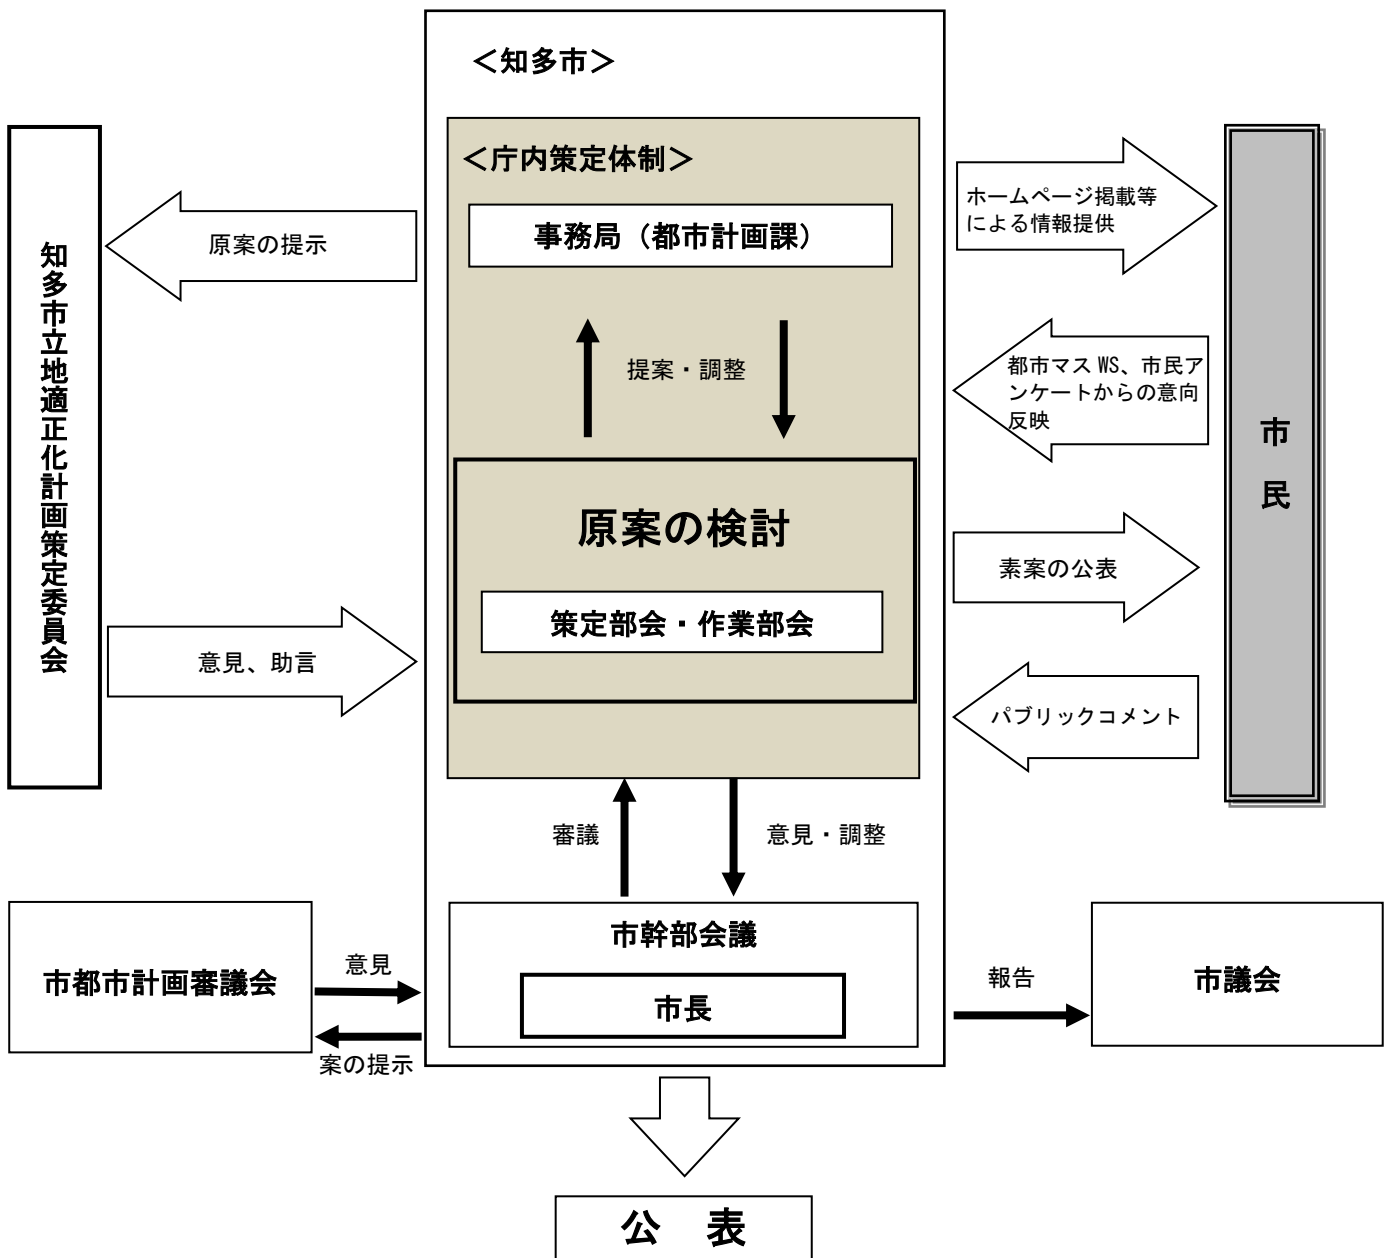 ＜知多市＞
＜庁内策定体制＞
事務局（都市計画課）
提案・調整
原案の検討
策定部会・作業部会
審議
意見・調整
市幹部会議
市長
知多市立地適正化計画策定委員会
原案の提示
意見、助言
ホームページ掲載等
による情報提供
都市マス WS、市民ア
ンケートからの意向
反映
素案の公表
パブリックコメント
市民
市都市計画審議会
意見
案の提示
報告
市議会
公　表